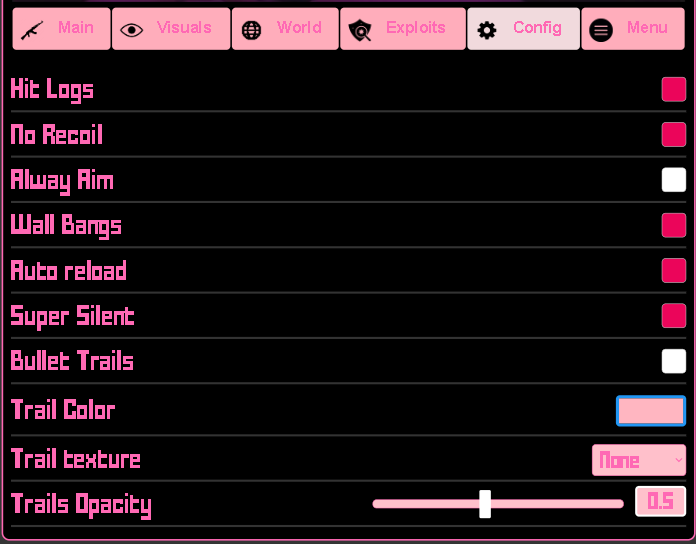 Main Visuals World Exploits Config Menu
Hit Logs
No Recoil
Alway Aim
Wall Bangs
Auto reload
Super Silent
Bullet Trails
Trail Color
Trail texture None
Trails Opacity 0.5